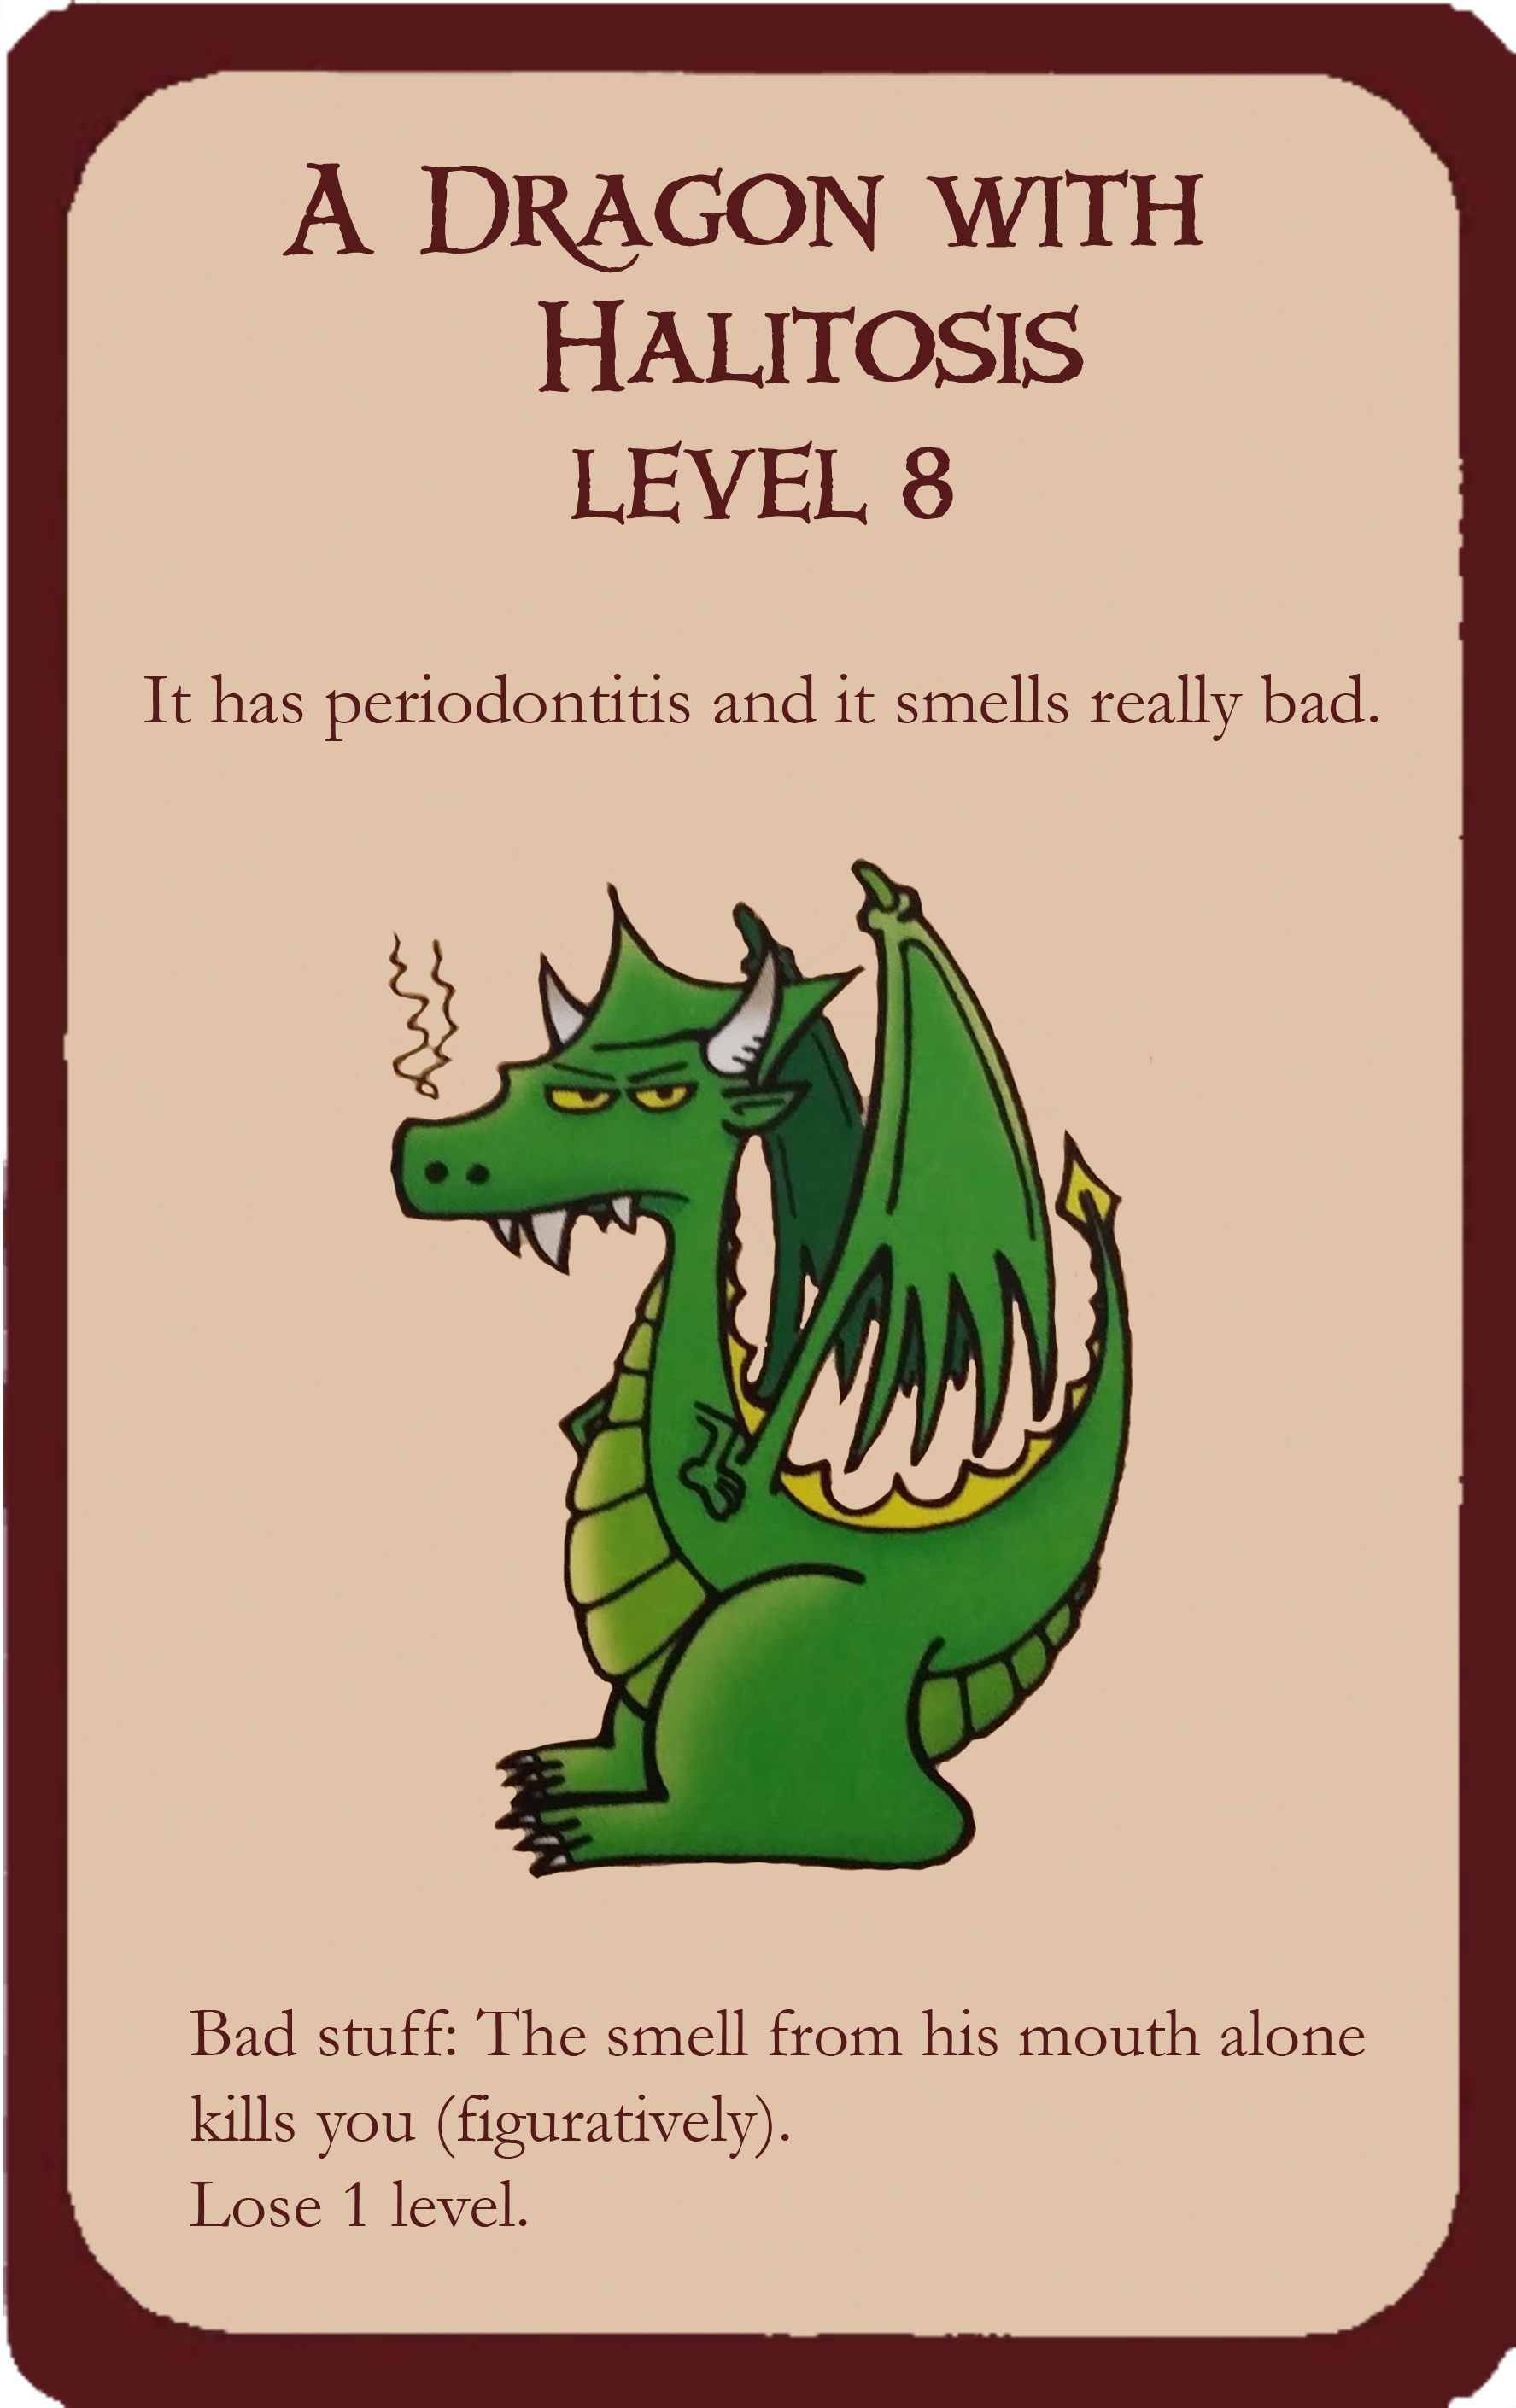 A Dragon with
Halitosis
LEVEL 8
It has periodontitis and it smells really bad.
Bad stuff: The smell from his mouth alone
kills you (figuratively).
Lose 1 level.